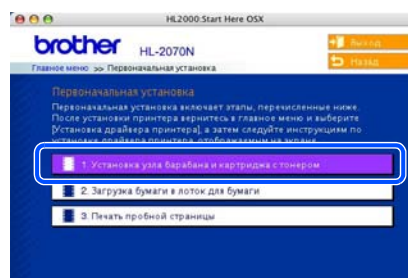 HL2000:Start Here OSX
brother
HL-2070N
Выход
Главное меню >> Первоначальная установка
Назад
Первоначальная установка
Первоначальная установка включает этапы, перечисленные ниже.
После установки принтера вернитесь в главное меню и выберите
[Установка драйвера принтера], а затем следуйте инструкциям по
установке драйвера принтера, отображаемым на экране.
1. Установка узла барабана и картриджа с тонером
2. Загрузка бумаги в лоток для бумаги
3. Печать пробной страницы